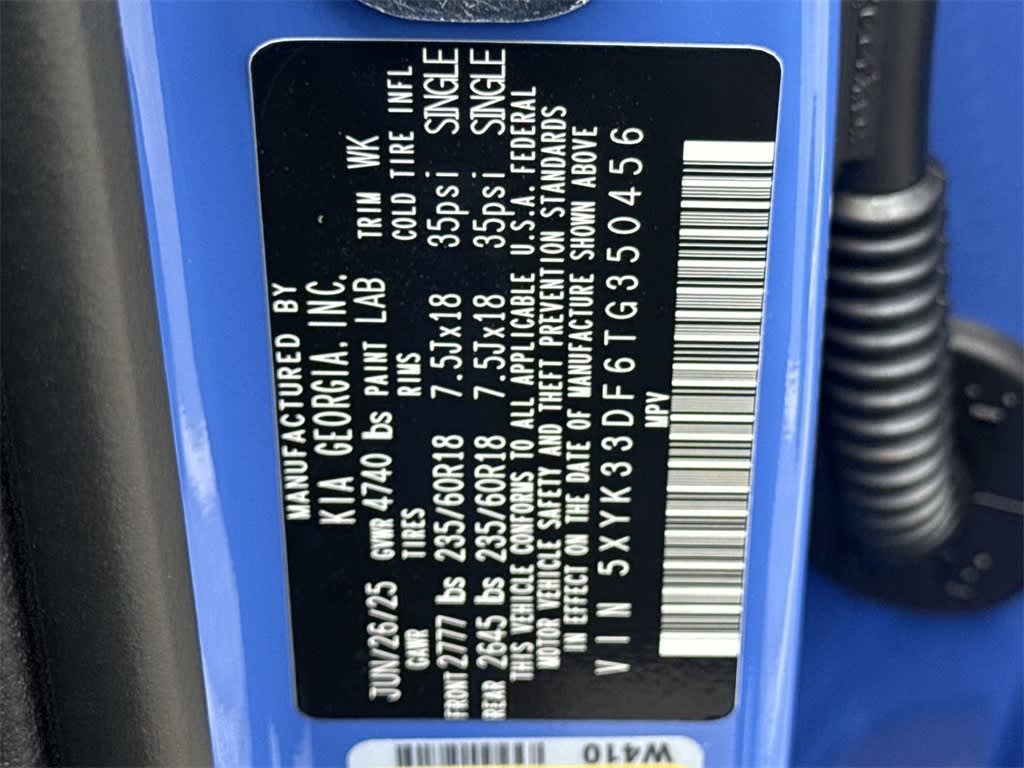 MANUFACTURED BY
KIA GEORGIA, INC.
JUN/26/25 GVWR 4740 lbs PAINT LAB TRIM WK
GAWR TIRES RIMS COLD TIRE INFL
FRONT 2777 lbs 235/60R18 7.5Jx18 35psi SINGLE
REAR 2645 lbs 235/60R18 7.5Jx18 35psi SINGLE
THIS VEHICLE CONFORMS TO ALL APPLICABLE U.S.A. FEDERAL
MOTOR VEHICLE SAFETY AND THEFT PREVENTION STANDARDS
IN EFFECT ON THE DATE OF MANUFACTURE SHOWN ABOVE
VIN 5XYK33DF6TG350456
MPV
W410